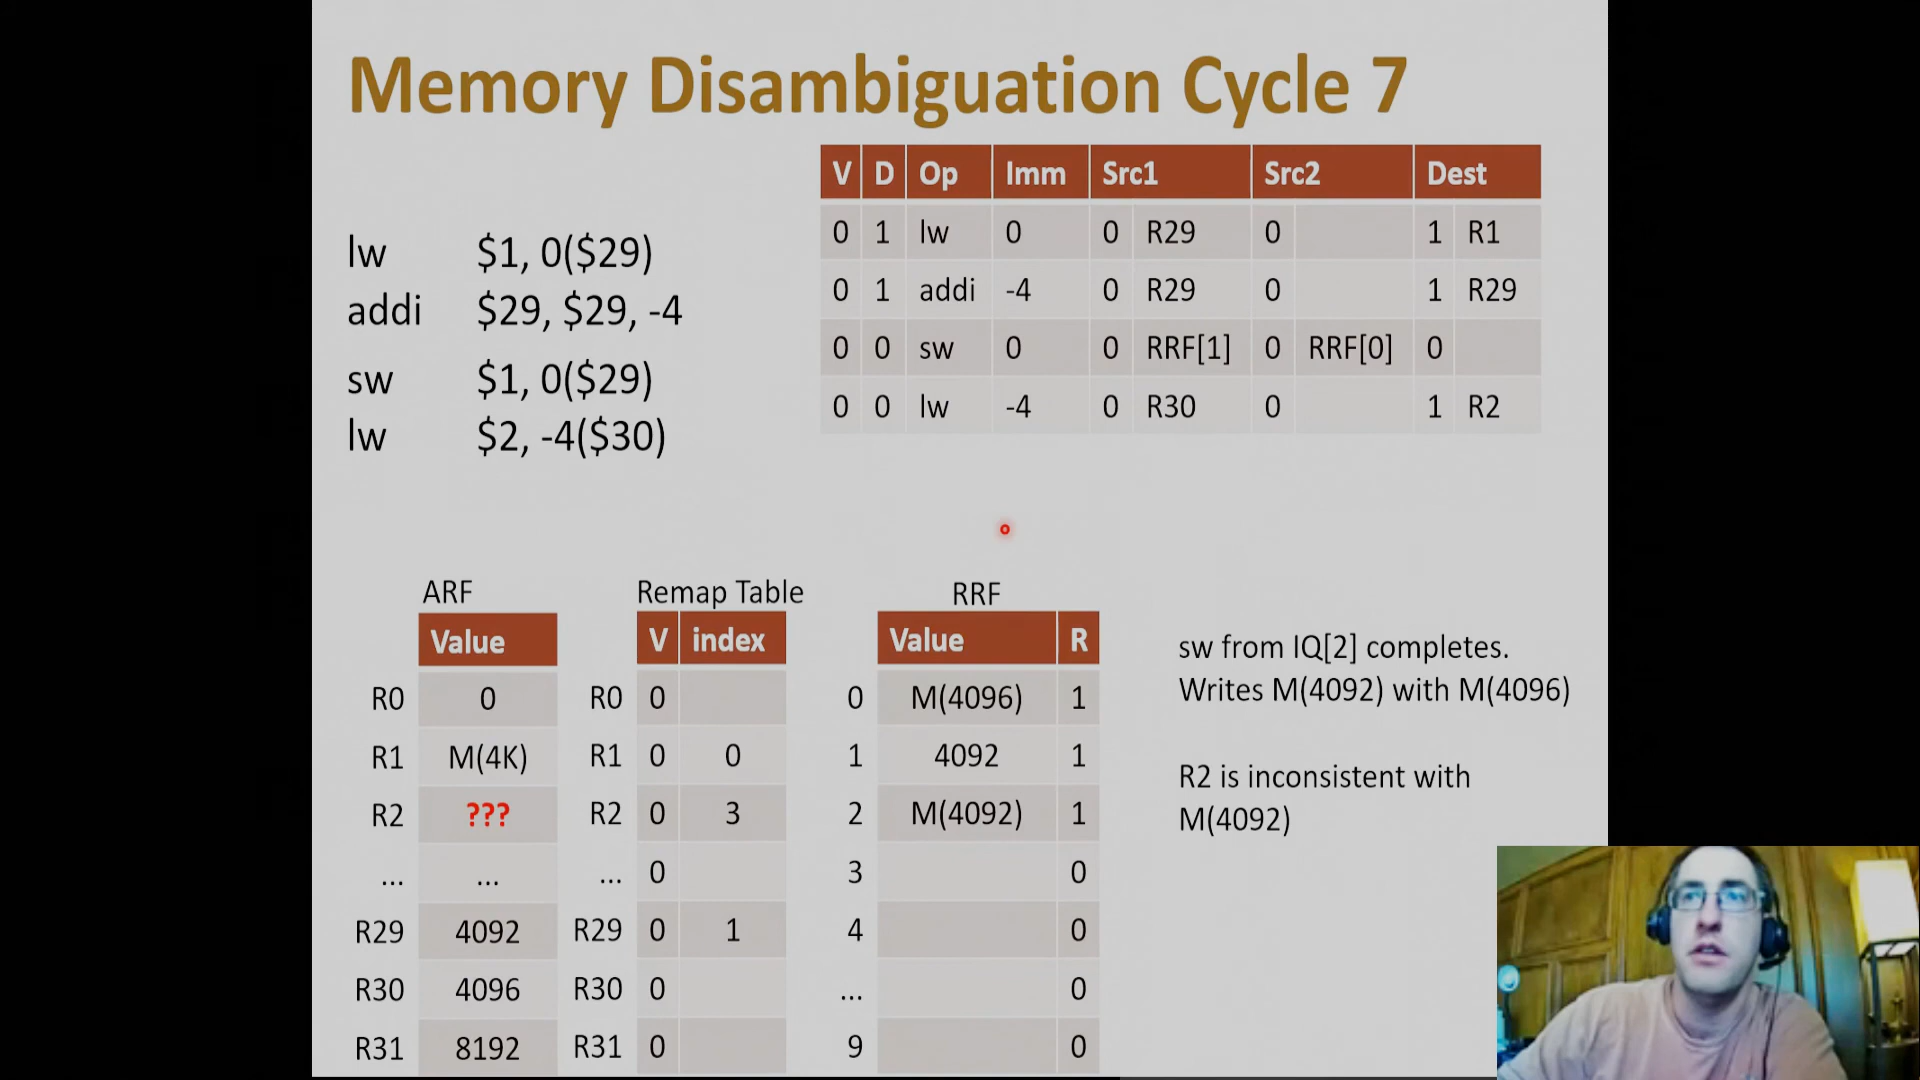 Memory Disambiguation Cycle 7
lw $1, 0($29)
addi $29, $29, -4
sw $1, 0($29)
lw $2, -4($30)
V D Op Imm Src1 Src2 Dest
0 1 lw 0 0 R29 0 1 R1
0 1 addi -4 0 R29 0 1 R29
0 0 sw 0 0 RRF[1] 0 RRF[0] 0
0 0 lw -4 0 R30 0 1 R2
ARF
Value
R0 0
R1 M(4K)
R2 ???
... ...
R29 4092
R30 4096
R31 8192
Remap Table
V index
R0 0
R1 0 0
R2 0 3
... 0
R29 0 1
R30 0
R31 0
RRF
Value R
0 M(4096) 1
1 4092 1
2 M(4092) 1
3 0
4 0
... 0
9 0
sw from IQ[2] completes.
Writes M(4092) with M(4096)
R2 is inconsistent with
M(4092)